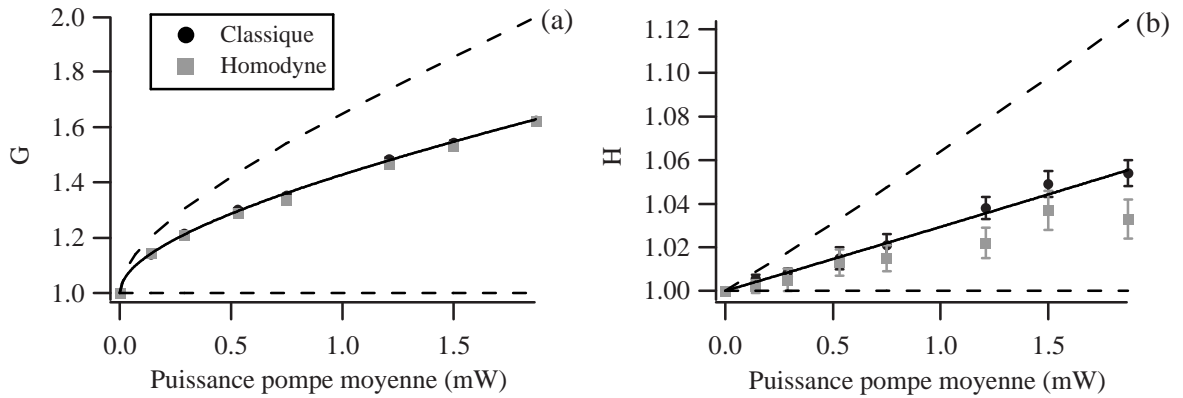 2.0
1.8
1.6
1.4
1.2
1.0
G
Classique
Homodyne
(a)
0.0 0.5 1.0 1.5
Puissance pompe moyenne (mW)
1.12
1.10
1.08
1.06
1.04
1.02
1.00
H
(b)
0.0 0.5 1.0 1.5
Puissance pompe moyenne (mW)